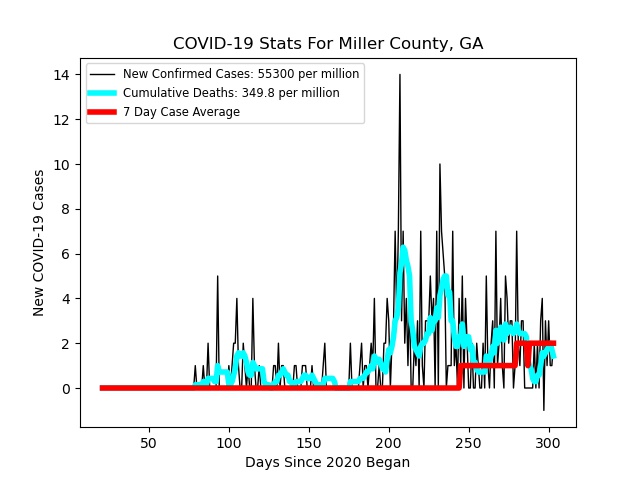 COVID-19 Stats For Miller County, GA
New Confirmed Cases: 55300 per million
Cumulative Deaths: 349.8 per million
7 Day Case Average
14
12
10
8
6
4
2
0
New COVID-19 Cases
50 100 150 200 250 300
Days Since 2020 Began